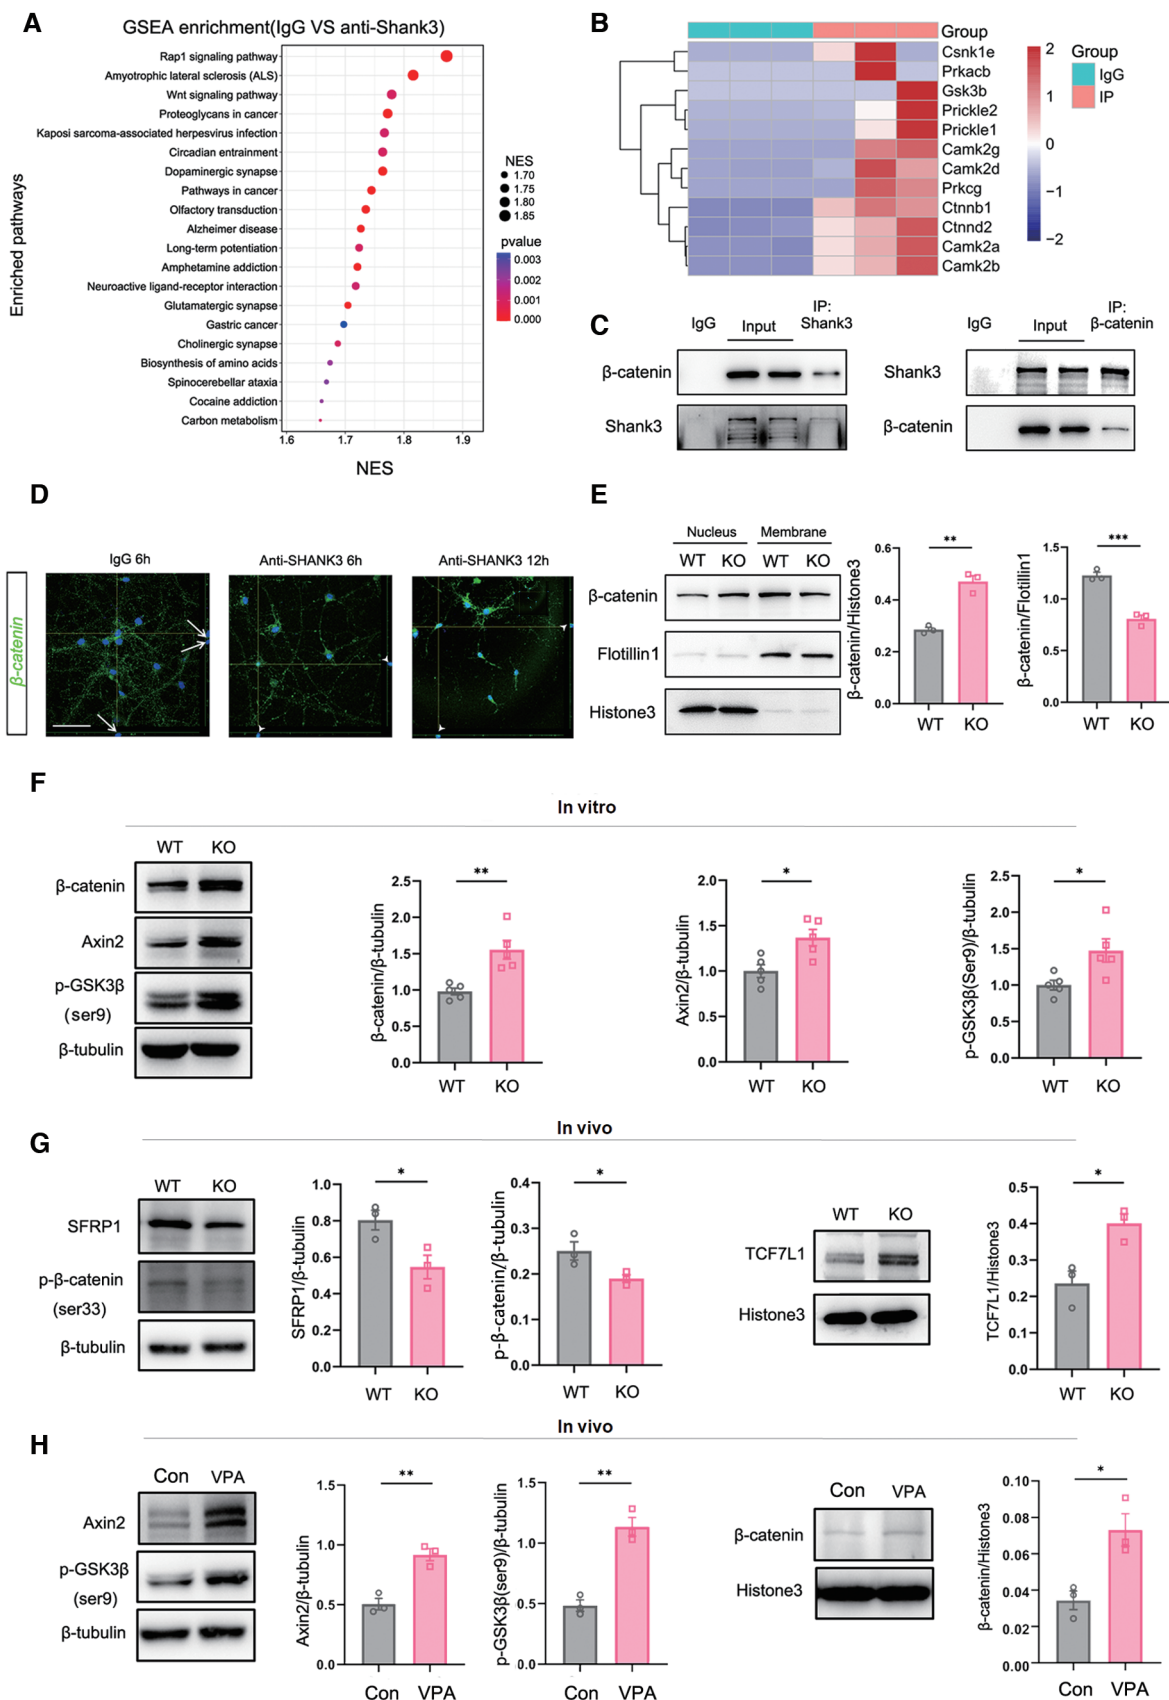 A
GSEA enrichment(IgG VS anti-Shank3)
Enriched pathways
Rap1 signaling pathway
Amyotrophic lateral sclerosis (ALS)
Wnt signaling pathway
Proteoglycans in cancer
Kaposi sarcoma-associated herpesvirus infection
Circadian entrainment
Dopaminergic synapse
Pathways in cancer
Olfactory transduction
Alzheimer disease
Long-term potentiation
Amphetamine addiction
Neuroactive ligand-receptor interaction
Glutamatergic synapse
Gastric cancer
Cholinergic synapse
Biosynthesis of amino acids
Spinocerebellar ataxia
Cocaine addiction
Carbon metabolism
1.6 1.7 1.8 1.9
NES
NES
1.70
1.75
1.80
1.85
pvalue
0.003
0.002
0.001
0.000
B
Group
Csnk1e
Prkacb
Gsk3b
Prickle2
Prickle1
Camk2g
Camk2d
Prkcg
Ctnnb1
Ctnnd2
Camk2a
Camk2b
2
1
0
−1
−2
Group
IgG
IP
C
IgG Input IP: Shank3
β-catenin
Shank3
IgG Input IP: β-catenin
Shank3
β-catenin
D
β-catenin
IgG 6h Anti-SHANK3 6h Anti-SHANK3 12h
E
Nucleus Membrane
WT KO WT KO
β-catenin
Flotillin1
Histone3
β-catenin/Histone3
0.6
0.4
0.2
0.0
**
WT KO
β-catenin/Flotillin1
1.5
1.0
0.5
0.0
***
WT KO
F
In vitro
WT KO
β-catenin
Axin2
p-GSK3β
(ser9)
β-tubulin
β-catenin/β-tubulin
2.5
2.0
1.5
1.0
0.5
0.0
**
WT KO
Axin2/β-tubulin
2.0
1.5
1.0
0.5
0.0
*
WT KO
p-GSK3β(Ser9)/β-tubulin
2.5
2.0
1.5
1.0
0.5
0.0
*
WT KO
G
In vivo
WT KO
SFRP1
p-β-catenin
(ser33)
β-tubulin
SFRP1/β-tubulin
1.0
0.8
0.6
0.4
0.2
0.0
*
WT KO
p-β-catenin/β-tubulin
0.4
0.3
0.2
0.1
0.0
*
WT KO
WT KO
TCF7L1
Histone3
TCF7L1/Histone3
0.5
0.4
0.3
0.2
0.1
0.0
*
WT KO
H
In vivo
Con VPA
Axin2
p-GSK3β
(ser9)
β-tubulin
Axin2/β-tubulin
1.5
1.0
0.5
0.0
**
Con VPA
p-GSK3β(ser9)/β-tubulin
1.5
1.0
0.5
0.0
**
Con VPA
Con VPA
β-catenin
Histone3
β-catenin/Histone3
0.10
0.08
0.06
0.04
0.02
0.00
*
Con VPA